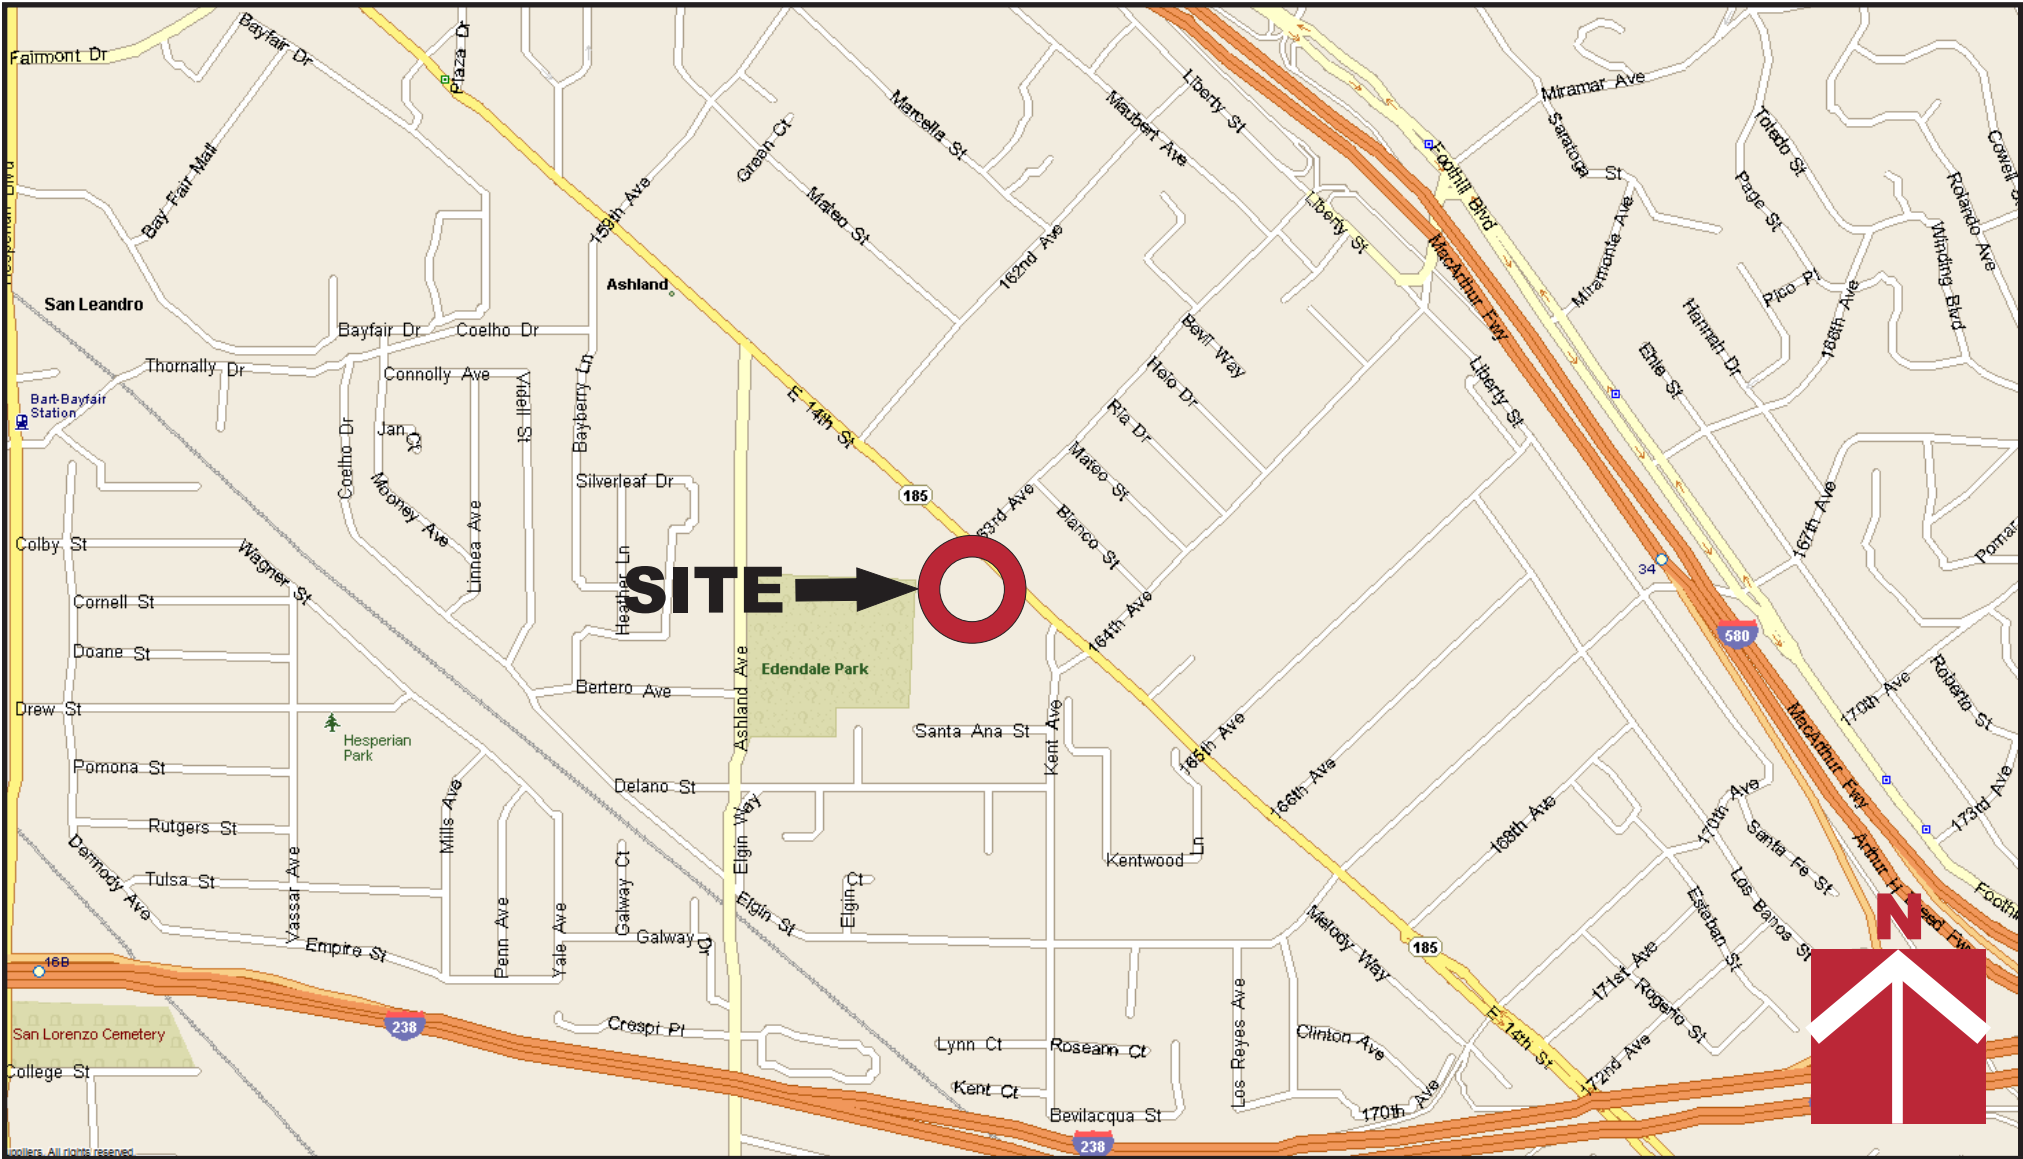 Fairmont Dr
Bayfair Dr
Plaza Dr
Bay Fair Mall
Green Ct
Marcella St
Maubert Ave
Liberty St
Miramar Ave
Saratoga St
Toledo St
Foothill Blvd
Page St
Rolando Ave
159th Ave
Mateo St
162nd Ave
Liberty St
MacArthur Fwy
Miramonte Ave
Winding Blvd
Pico Pl
188th Ave
Ashland
San Leandro
Bayfair Dr
Coelho Dr
Hannah Dr
Ehle St
Bevil Way
Helo Dr
Ria Dr
Mateo St
Blanco St
Liberty St
Thornally Dr
Connolly Ave
Videll St
Bayberry Ln
E 14th St
Bart-Bayfair
Station
Jan Ct
Coelho Dr
Mooney Ave
Linnea Ave
Silverleaf Dr
185
63rd Ave
167th Ave
Colby St
Wagner St
Heather Ln
SITE
34
Cornell St
164th Ave
580
Doane St
Edendale Park
Bertero Ave
Ashland Ave
Roberto St
170th Ave
Drew St
Hesperian
Park
Santa Ana St
Kent Ave
165th Ave
MacArthur Fwy
Pomona St
Delano St
166th Ave
168th Ave
170th Ave
173rd Ave
Rutgers St
Mills Ave
Elgin Way
Kentwood Ln
Santa Fe St
Dermody Ave
Tulsa St
Vassar Ave
Galway Ct
Elgin Ct
Los Banos St
Esteban St
N
Empire St
Penn Ave
Yale Ave
Galway Dr
Elgin St
Melody Way
185
171st Ave
Rogerio St
16B
238
San Lorenzo Cemetery
Crespi Pl
Lynn Ct
Roseann Ct
Los Reyes Ave
Clinton Ave
E 14th St
172nd Ave
College St
Kent Ct
Bevilacqua St
170th Ave
238
All rights reserved